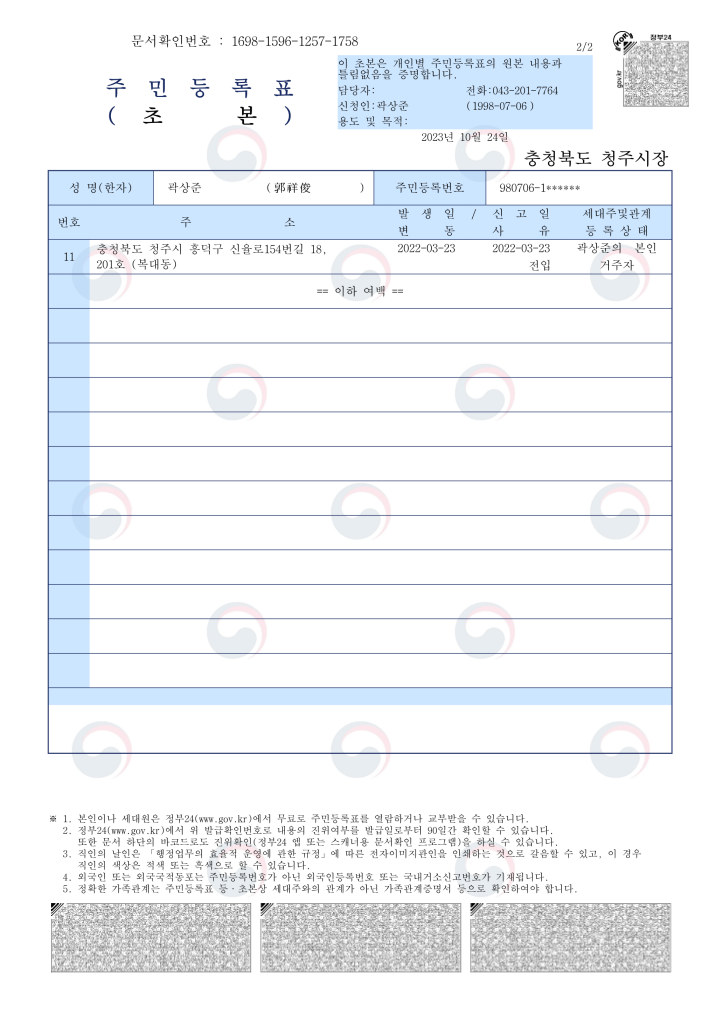 문서확인번호 : 1698-1596-1257-1758
2/2
정부24
주 민 등 록 표
( 초 본 )
이 초본은 개인별 주민등록표의 원본 내용과
틀림없음을 증명합니다.
담당자: 전화:043-201-7764
신청인:곽상준 (1998-07-06 )
용도 및 목적:
2023년 10월 24일
충청북도 청주시장
성 명(한자) 곽상준 (郭祥俊 ) 주민등록번호 980706-1******
번호 주 소 발 생 일 / 신 고 일 세대주및관계
변 동 사 유 등 록 상 태
11 충청북도 청주시 흥덕구 신율로154번길 18, 2022-03-23 2022-03-23 곽상준의 본인
201호 (복대동) 전입 거주자
== 이하 여백 ==
※ 1. 본인이나 세대원은 정부24(www.gov.kr)에서 무료로 주민등록표를 열람하거나 교부받을 수 있습니다.
2. 정부24(www.gov.kr)에서 위 발급확인번호로 내용의 진위여부를 발급일로부터 90일간 확인할 수 있습니다.
또한 문서 하단의 바코드로도 진위확인(정부24 앱 또는 스캐너용 문서확인 프로그램)을 하실 수 있습니다.
3. 직인의 날인은 「행정업무의 효율적 운영에 관한 규정」에 따른 전자이미지관인을 인쇄하는 것으로 갈음할 수 있고, 이 경우
직인의 색상은 적색 또는 흑색으로 할 수 있습니다.
4. 외국인 또는 외국국적동포는 주민등록번호가 아닌 외국인등록번호 또는 국내거소신고번호가 기재됩니다.
5. 정확한 가족관계는 주민등록표 등·초본상 세대주와의 관계가 아닌 가족관계증명서 등으로 확인하여야 합니다.